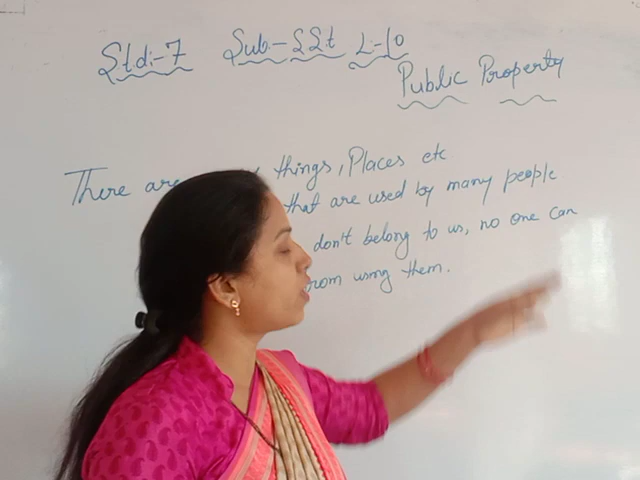 Std:-7 Sub:- SSt L:-10
Public Property
There are things, Places etc
that are used by many people
don't belong to us, no one can
from using them.